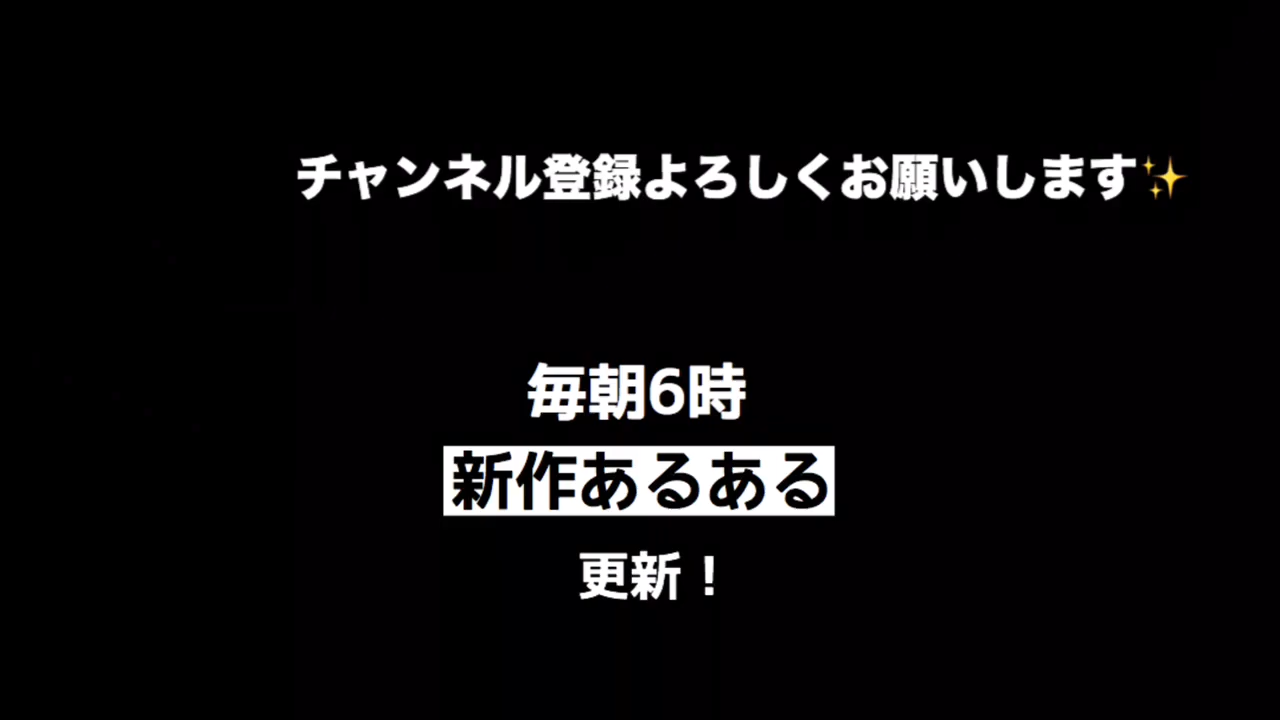 チャンネル登録よろしくお願いします✨
毎朝6時
新作あるある
更新！